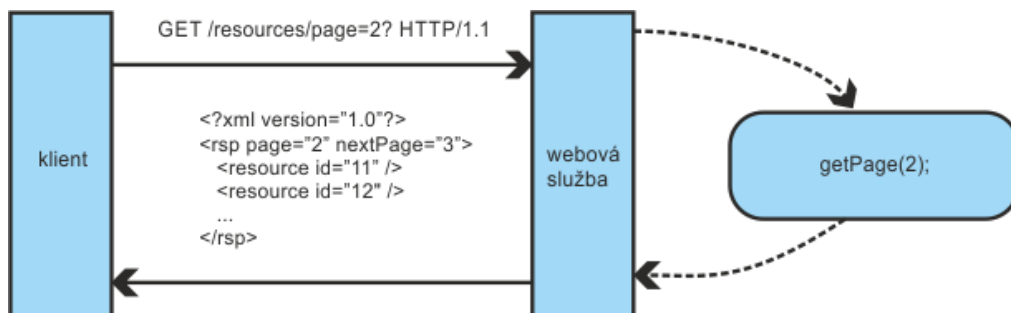 GET /resources/page=2? HTTP/1.1
klient
<?xml version="1.0"?>
<rsp page="2" nextPage="3">
<resource id="11" />
<resource id="12" />
...
</rsp>
webová
služba
getPage(2);